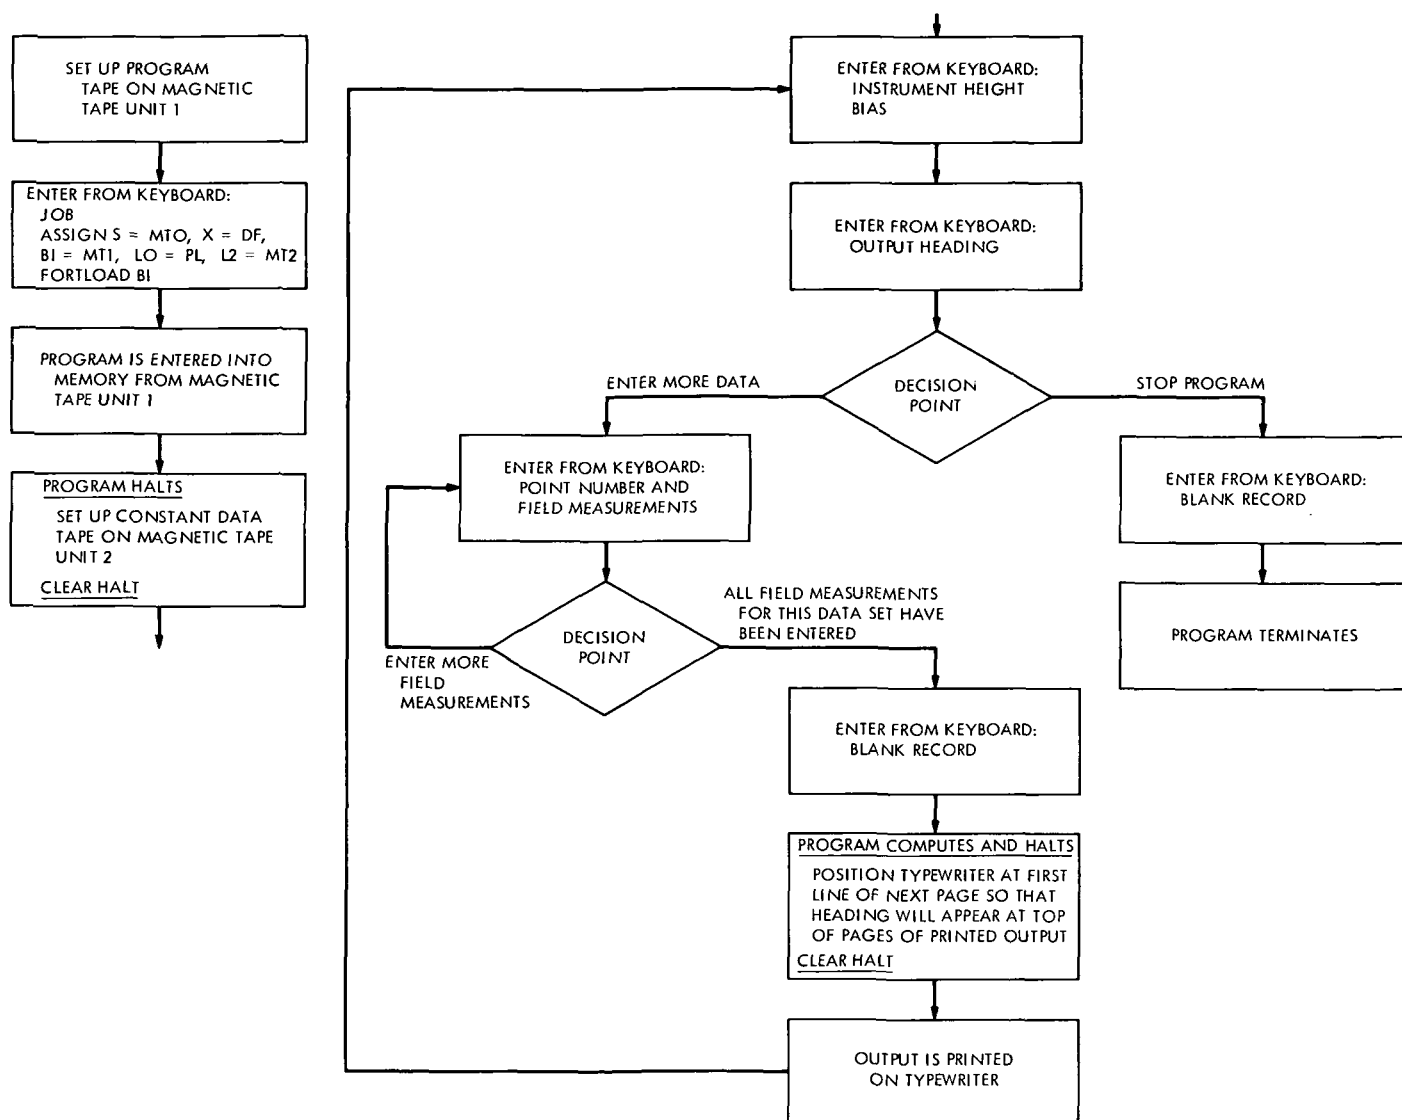 SET UP PROGRAM
TAPE ON MAGNETIC
TAPE UNIT 1
ENTER FROM KEYBOARD:
JOB
ASSIGN S = MTO, X = DF,
BI = MT1, LO = PL, L2 = MT2
FORTLOAD BI
PROGRAM IS ENTERED INTO
MEMORY FROM MAGNETIC
TAPE UNIT 1
PROGRAM HALTS
SET UP CONSTANT DATA
TAPE ON MAGNETIC TAPE
UNIT 2
CLEAR HALT
ENTER FROM KEYBOARD:
INSTRUMENT HEIGHT
BIAS
ENTER FROM KEYBOARD:
OUTPUT HEADING
DECISION
POINT
ENTER MORE DATA
STOP PROGRAM
ENTER FROM KEYBOARD:
POINT NUMBER AND
FIELD MEASUREMENTS
ENTER FROM KEYBOARD:
BLANK RECORD
PROGRAM TERMINATES
DECISION
POINT
ENTER MORE
FIELD
MEASUREMENTS
ALL FIELD MEASUREMENTS
FOR THIS DATA SET HAVE
BEEN ENTERED
ENTER FROM KEYBOARD:
BLANK RECORD
PROGRAM COMPUTES AND HALTS
POSITION TYPEWRITER AT FIRST
LINE OF NEXT PAGE SO THAT
HEADING WILL APPEAR AT TOP
OF PAGES OF PRINTED OUTPUT
CLEAR HALT
OUTPUT IS PRINTED
ON TYPEWRITER